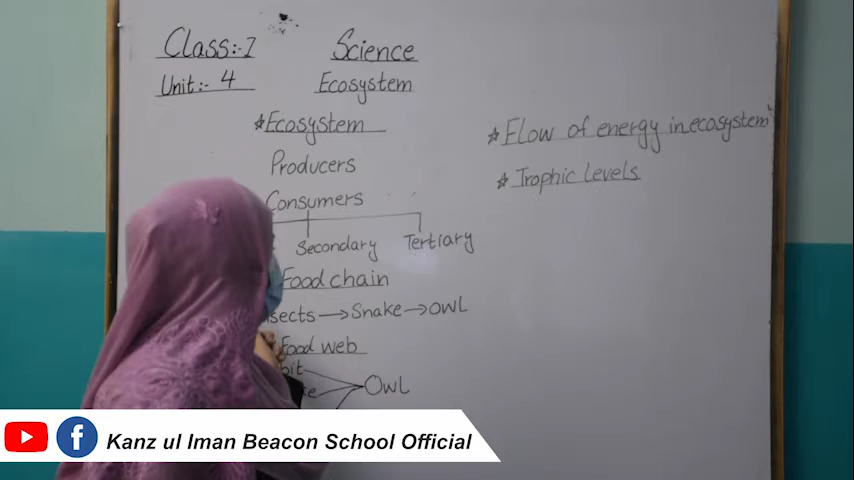 Class:- 7
Science
Unit:- 4
Ecosystem
☆Ecosystem
Producers
Consumers
Secondary
Tertiary
Food chain
sects → Snake → OWL
Food web
bit
OWL
☆Flow of energy in ecosystem
☆ Trophic Levels
Kanz ul Iman Beacon School Official